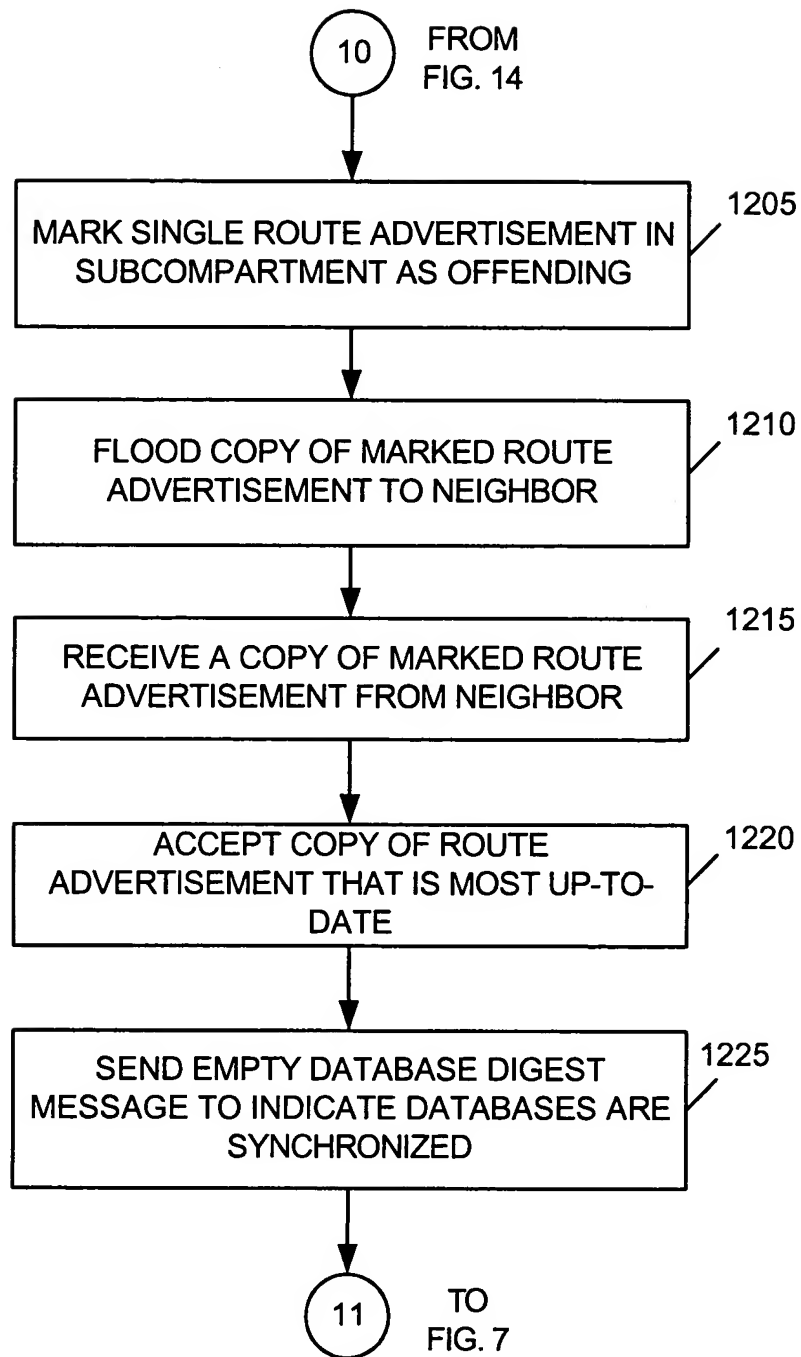 10
FROM
FIG. 14
1205
MARK SINGLE ROUTE ADVERTISEMENT IN
SUBCOMPARTMENT AS OFFENDING
1210
FLOOD COPY OF MARKED ROUTE
ADVERTISEMENT TO NEIGHBOR
1215
RECEIVE A COPY OF MARKED ROUTE
ADVERTISEMENT FROM NEIGHBOR
1220
ACCEPT COPY OF ROUTE
ADVERTISEMENT THAT IS MOST UP-TO-
DATE
1225
SEND EMPTY DATABASE DIGEST
MESSAGE TO INDICATE DATABASES ARE
SYNCHRONIZED
11
TO
FIG. 7